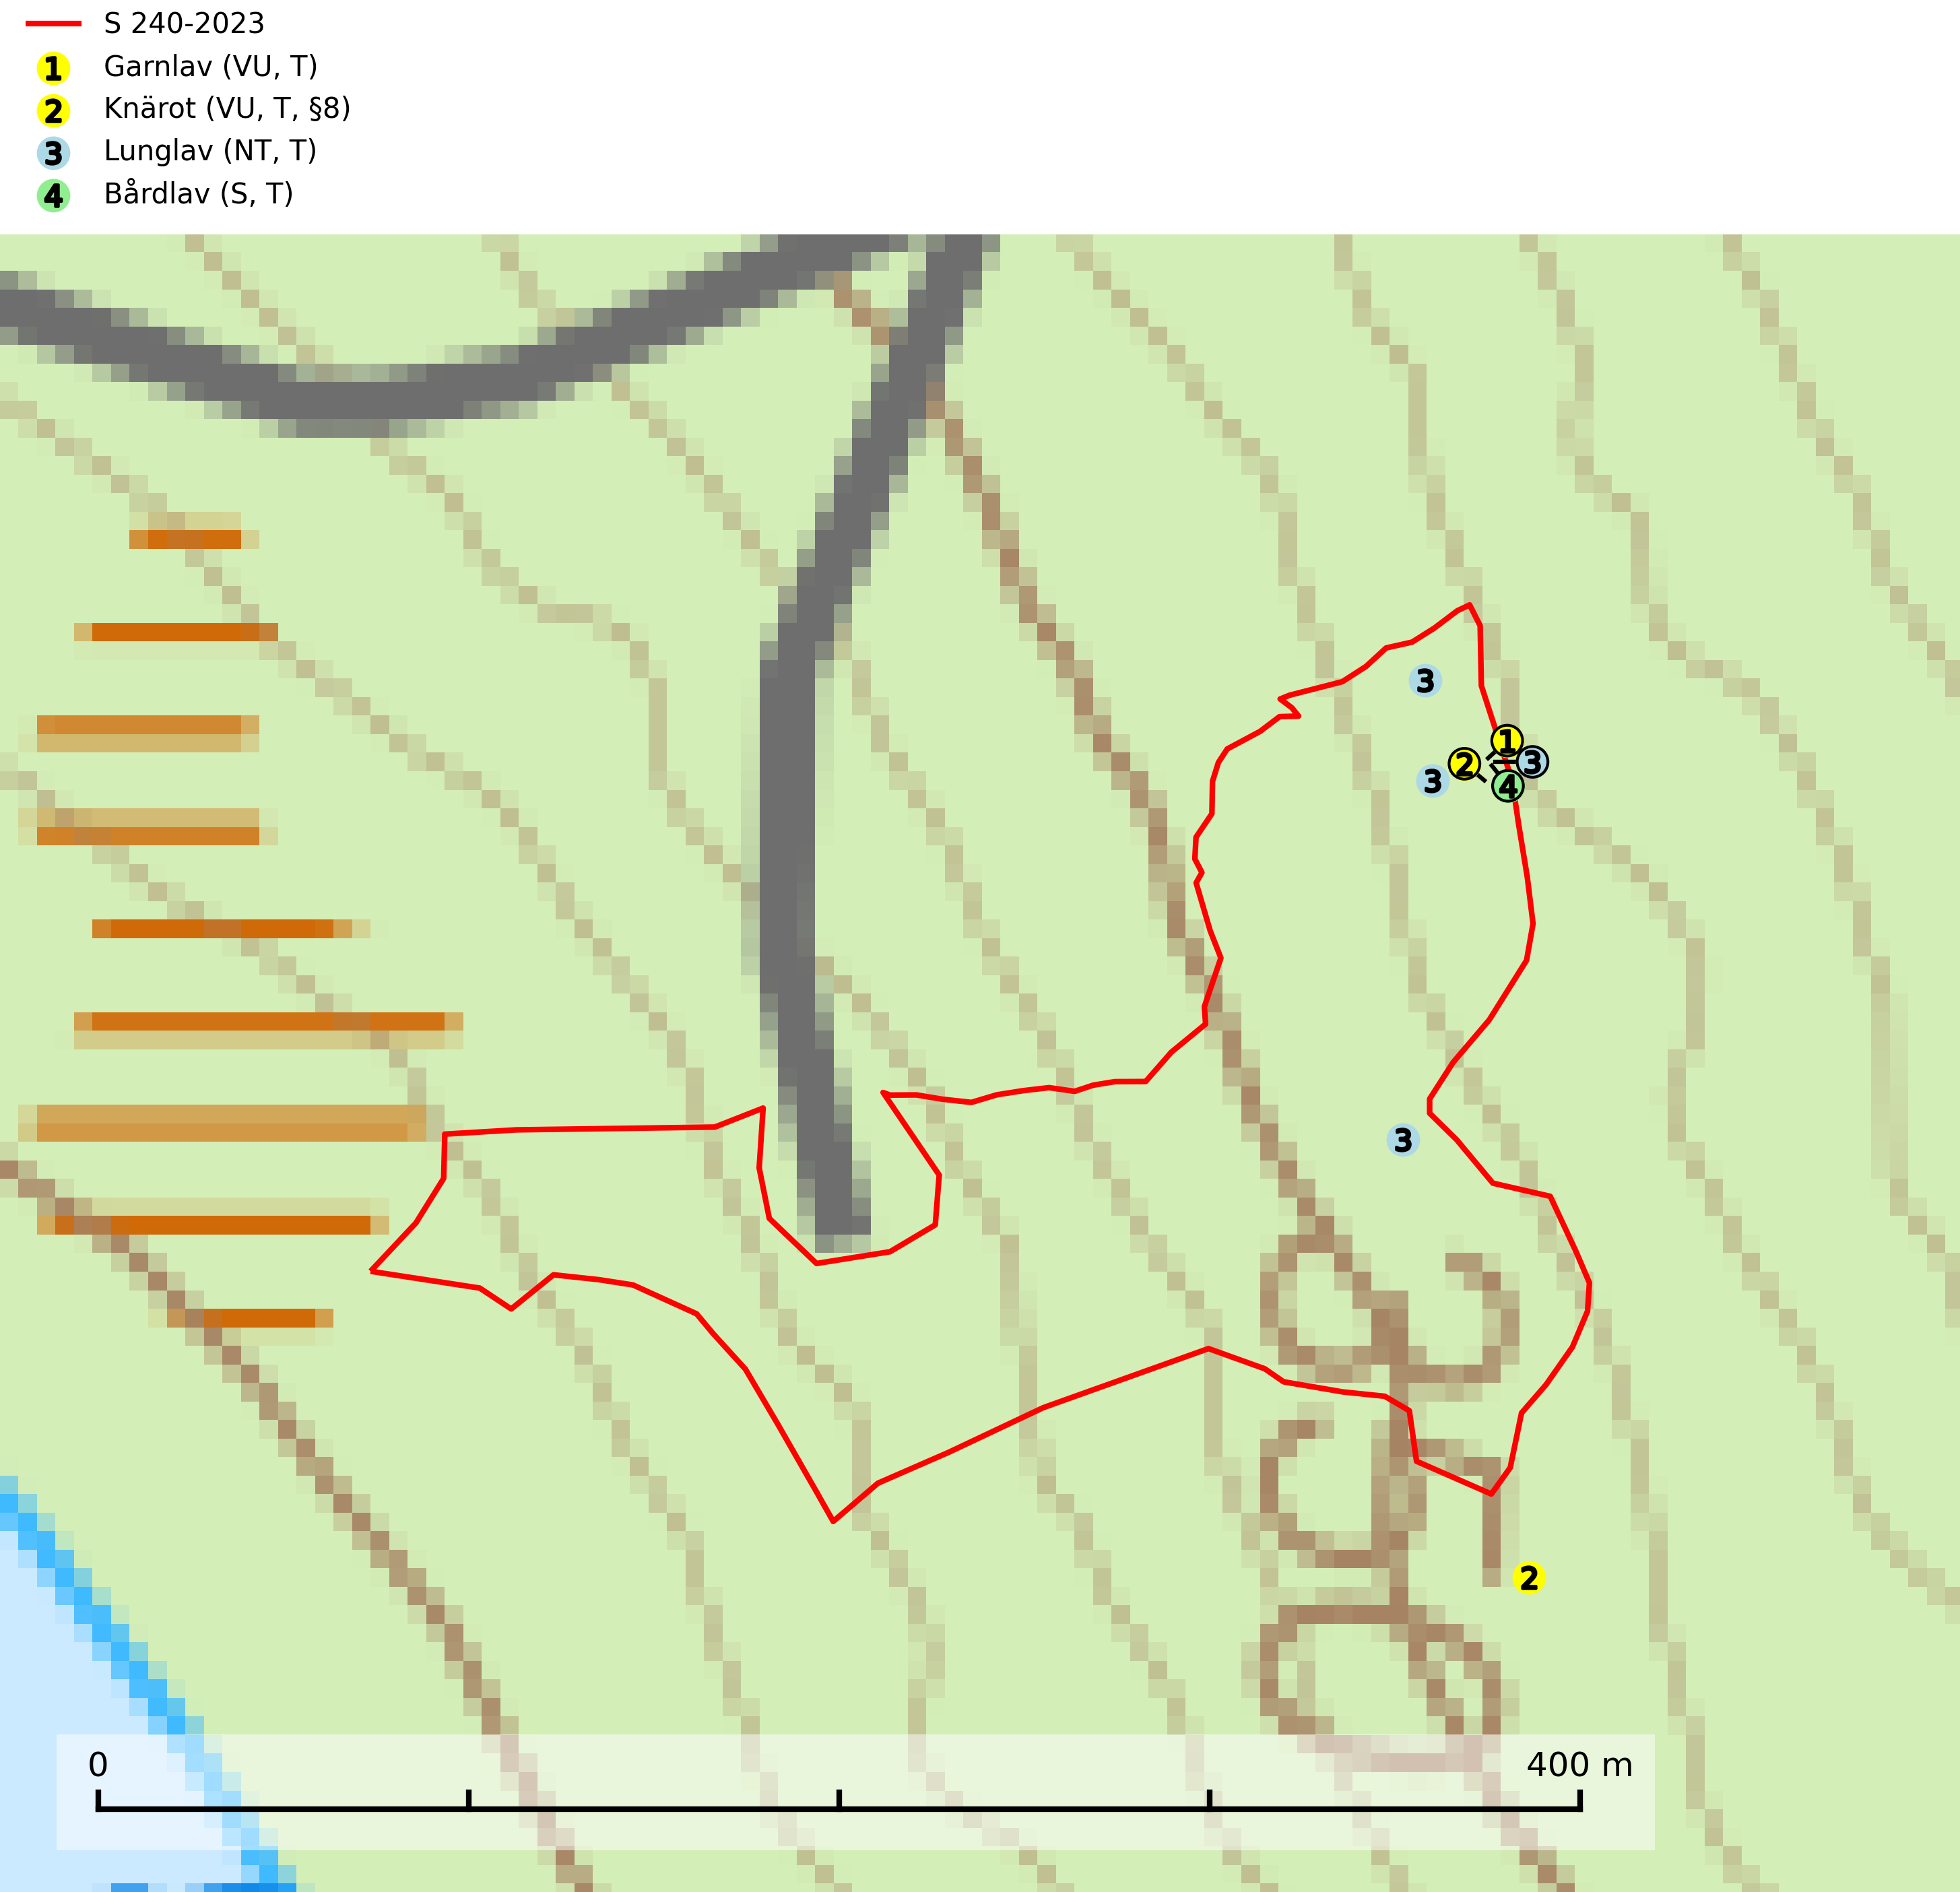 S 240-2023
1 Garnlav (VU, T)
2 Knärot (VU, T, §8)
3 Lunglav (NT, T)
4 Bårdlav (S, T)
3
1
2 3
3 4
3
2
0 400 m